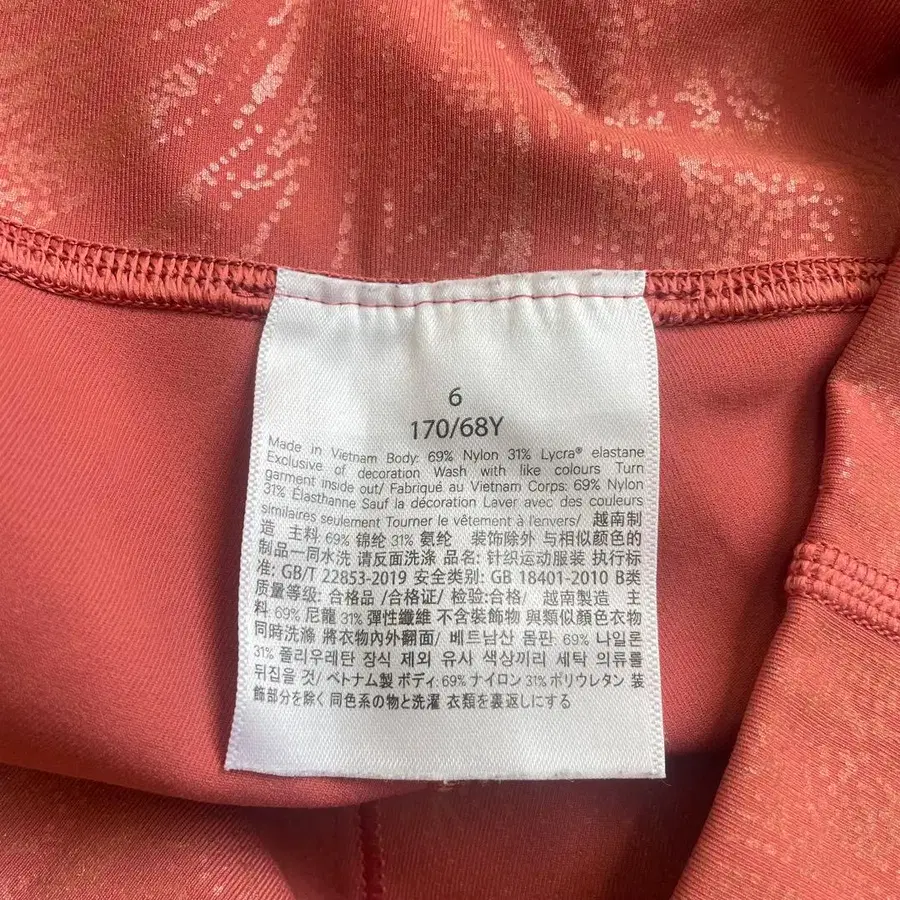 6
170/68Y
Made in Vietnam Body: 69% Nylon 31% Lycra® elastane
Exclusive of decoration Wash with like colours Turn
garment inside out/ Fabriqué au Vietnam Corps: 69% Nylon
31% Élasthanne Sauf la décoration Laver avec des couleurs
similaires seulement Tourner le vêtement à l'envers/ 越南制
造 主料 69% 锦纶 31% 氨纶 装饰除外 与相似颜色的
制品一同水洗 请反面洗涤 品名: 针织运动服装 执行标
准: GB/T 22853-2019 安全类别: GB 18401-2010 B类
质量等级: 合格品 /合格证/ 检验:合格/ 越南製造 主
料 69% 尼龍 31% 彈性纖維 不含裝飾物 與類似顏色衣物
同時洗滌 將衣物內外翻面/ 베트남산 몸판 69% 나일론
31% 폴리우레탄 장식 제외 유사 색상끼리 세탁 의류를
뒤집을 것/ ベトナム製 ボディ: 69% ナイロン 31% ポリウレタン 装
飾部分を除く 同色系の物と洗濯 衣類を裏返しにする